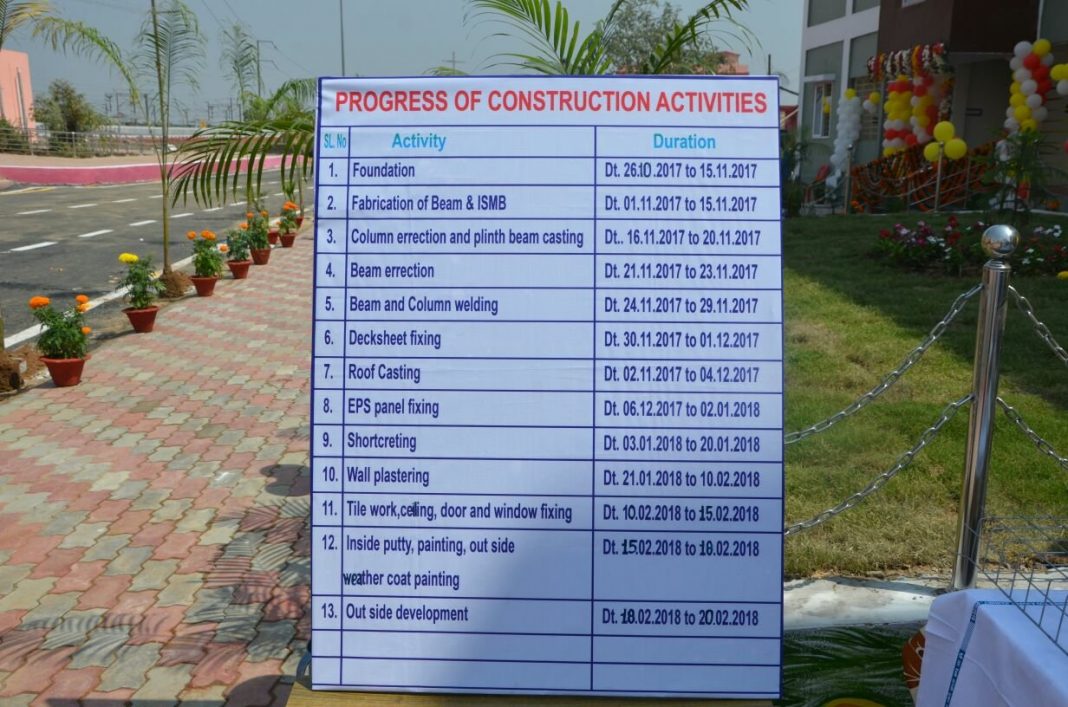 PROGRESS OF CONSTRUCTION ACTIVITIES
SL. No Activity Duration
1. Foundation Dt. 26.10.2017 to 15.11.2017
2. Fabrication of Beam & ISMB Dt. 01.11.2017 to 15.11.2017
3. Column errection and plinth beam casting Dt.. 16.11.2017 to 20.11.2017
4. Beam errection Dt. 21.11.2017 to 23.11.2017
5. Beam and Column welding Dt. 24.11.2017 to 29.11.2017
6. Decksheet fixing Dt. 30.11.2017 to 01.12.2017
7. Roof Casting Dt. 02.11.2017 to 04.12.2017
8. EPS panel fixing Dt. 06.12.2017 to 02.01.2018
9. Shortcreting Dt. 03.01.2018 to 20.01.2018
10. Wall plastering Dt. 21.01.2018 to 10.02.2018
11. Tile work,ceiling, door and window fixing Dt. 10.02.2018 to 15.02.2018
12. Inside putty, painting, out side Dt. 15.02.2018 to 18.02.2018
weather coat painting
13. Out side development Dt. 18.02.2018 to 20.02.2018